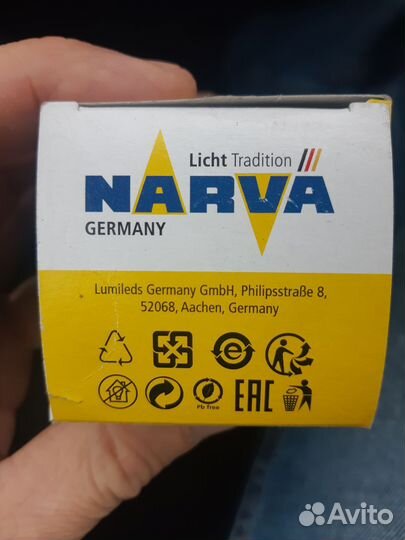 Licht Tradition
NARVA
GERMANY
Lumileds Germany GmbH, Philipsstraße 8,
52068, Aachen, Germany
Pb free
EAC
Avito